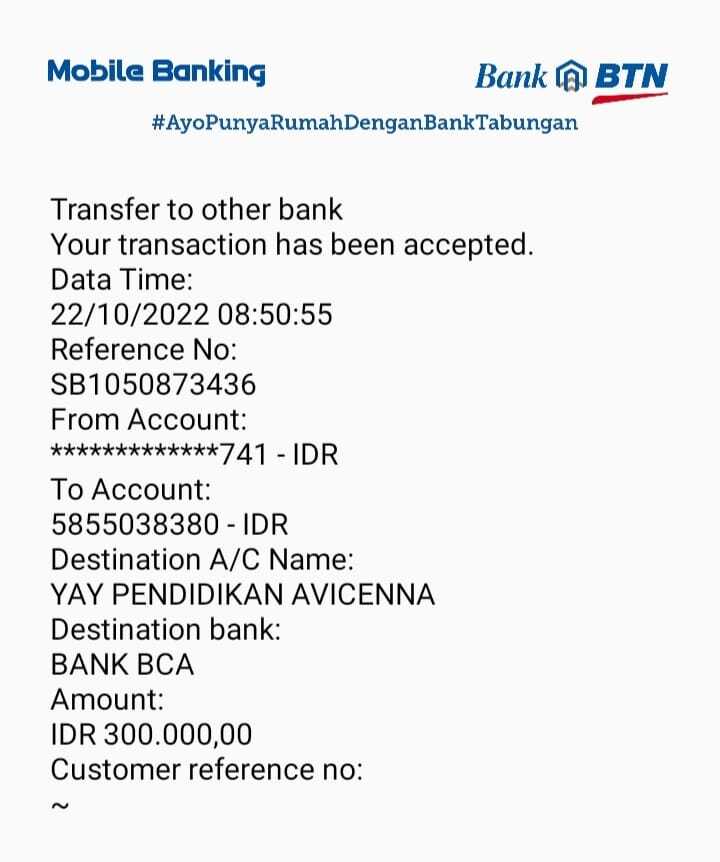 Mobile Banking
Bank BTN
#AyoPunyaRumahDenganBankTabungan
Transfer to other bank
Your transaction has been accepted.
Data Time:
22/10/2022 08:50:55
Reference No:
SB1050873436
From Account:
*************741 - IDR
To Account:
5855038380 - IDR
Destination A/C Name:
YAY PENDIDIKAN AVICENNA
Destination bank:
BANK BCA
Amount:
IDR 300.000,00
Customer reference no:
~